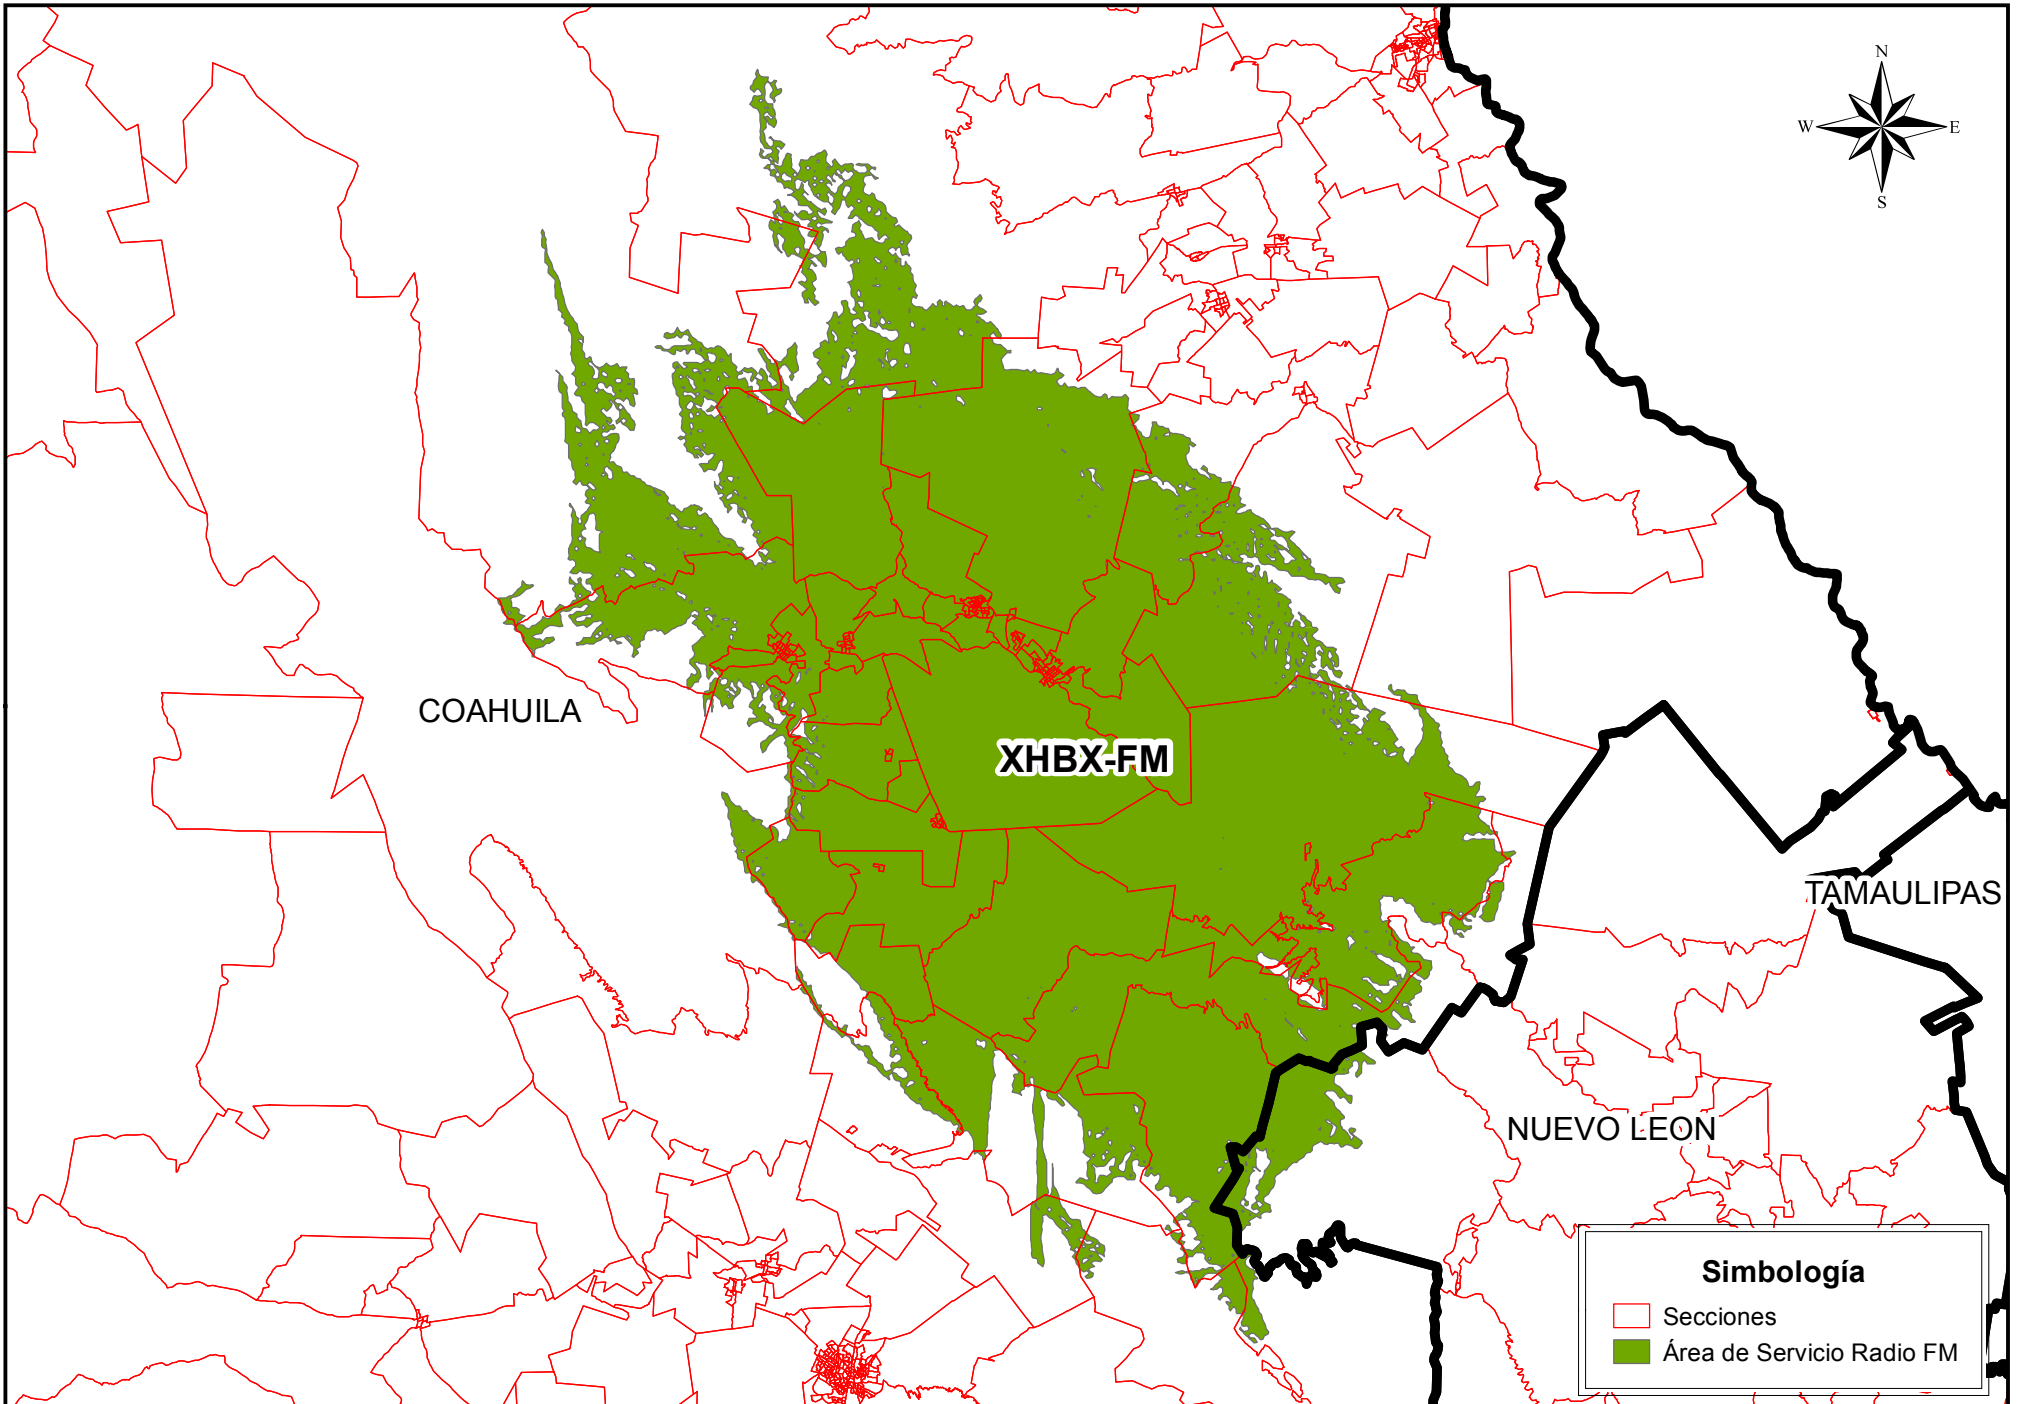 N
W
E
S
COAHUILA
XHBX-FM
TAMAULIPAS
NUEVO LEON
Simbología
Secciones
Área de Servicio Radio FM